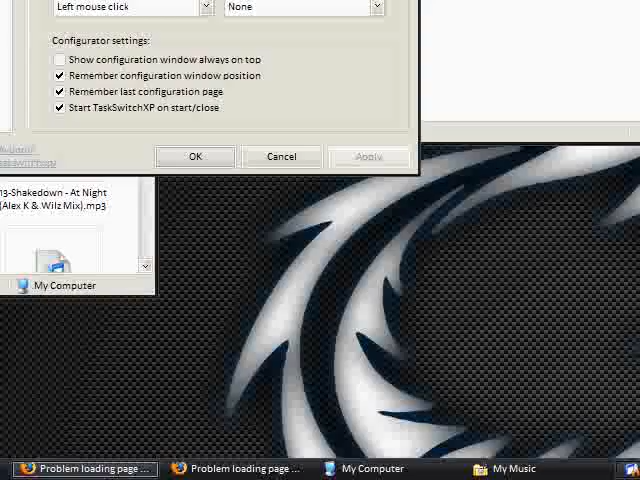 Left mouse click
None
Configurator settings:
Show configuration window always on top
Remember configuration window position
Remember last configuration page
Start TaskSwitchXP on start/close
OK
Cancel
Apply
13-Shakedown - At Night
(Alex K & Wilz Mix).mp3
My Computer
Problem loading page ...
Problem loading page ...
My Computer
My Music